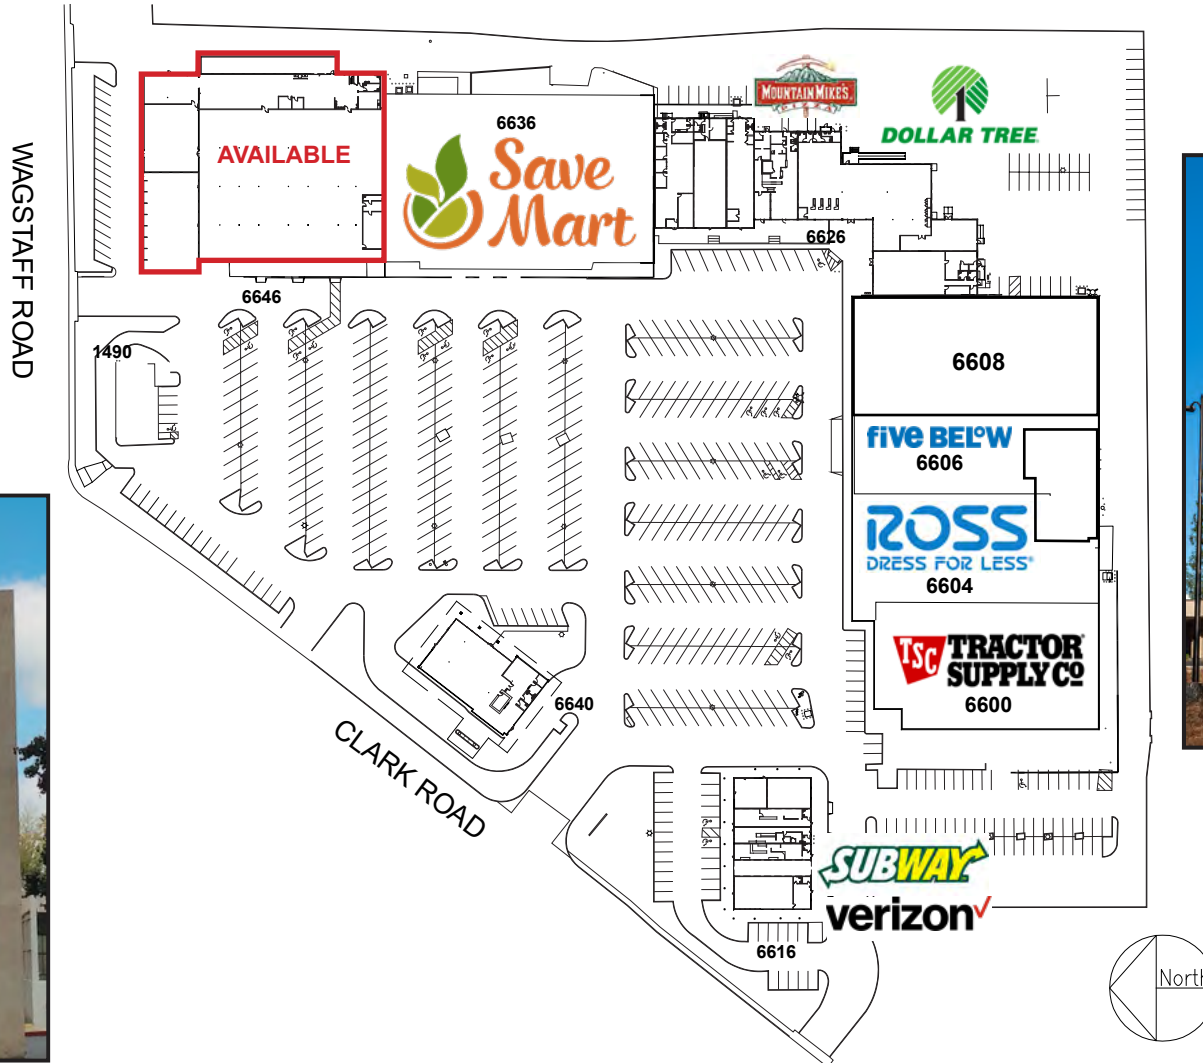 MOUNTAIN MIKE'S
PIZZA
DOLLAR TREE
6636
Save
Mart
AVAILABLE
WAGSTAFF ROAD
6626
6646
1490
6608
fiVE BELOW
6606
ROSS
DRESS FOR LESS®
6604
TSC TRACTOR
SUPPLY CO
6600
6640
CLARK ROAD
SUBWAY
verizon
6616
North